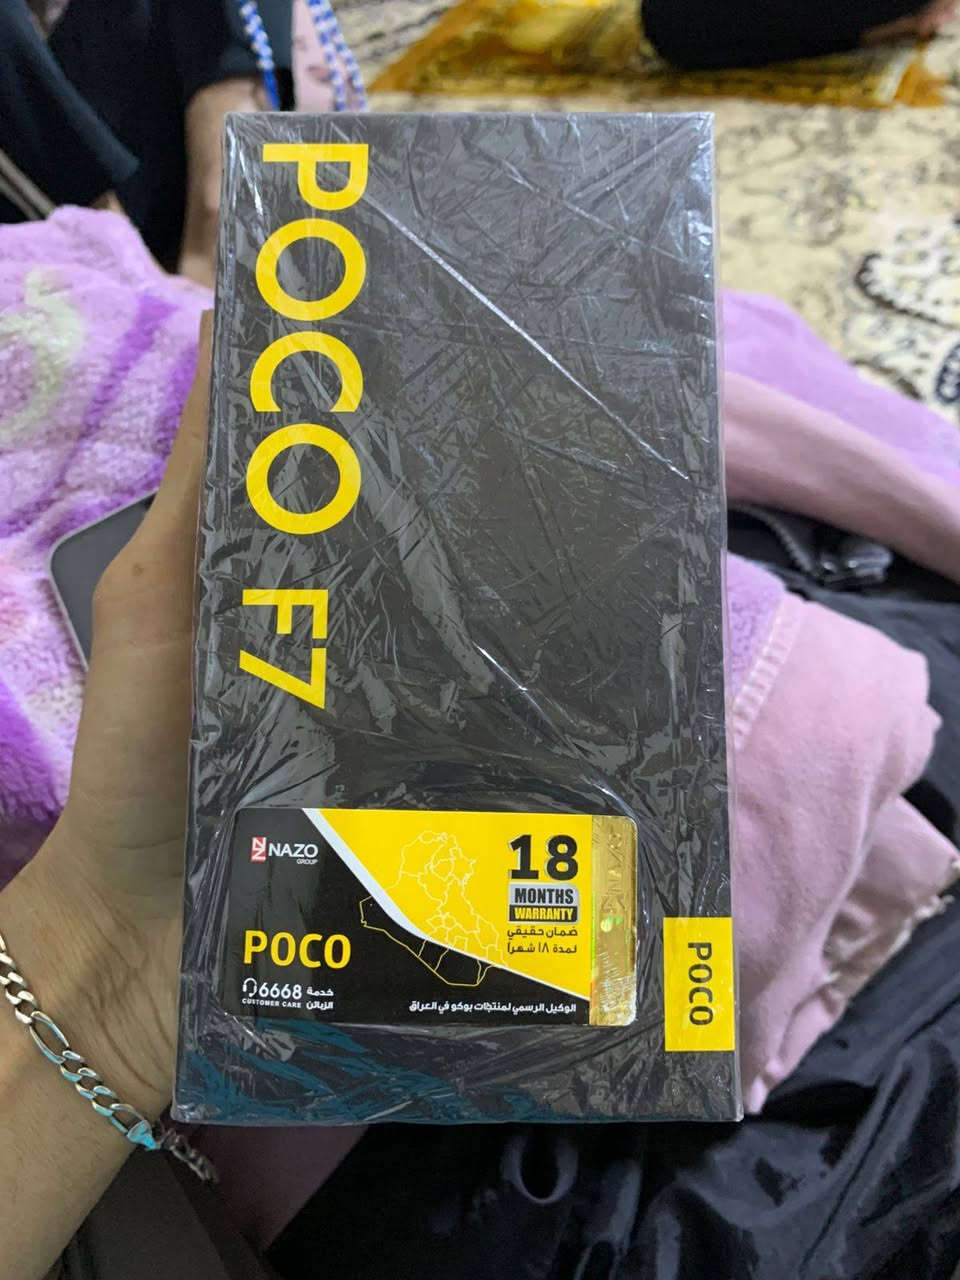 POCO F7
NAZO
GROUP
18
MONTHS
WARRANTY
ضمان حقيقي
لمدة ١٨ شهراً
POCO
6668 خدمة
CUSTOMER CARE الزبائن
الوكيل الرسمي لمنتجات بوكو في العراق
NAZO
POCO